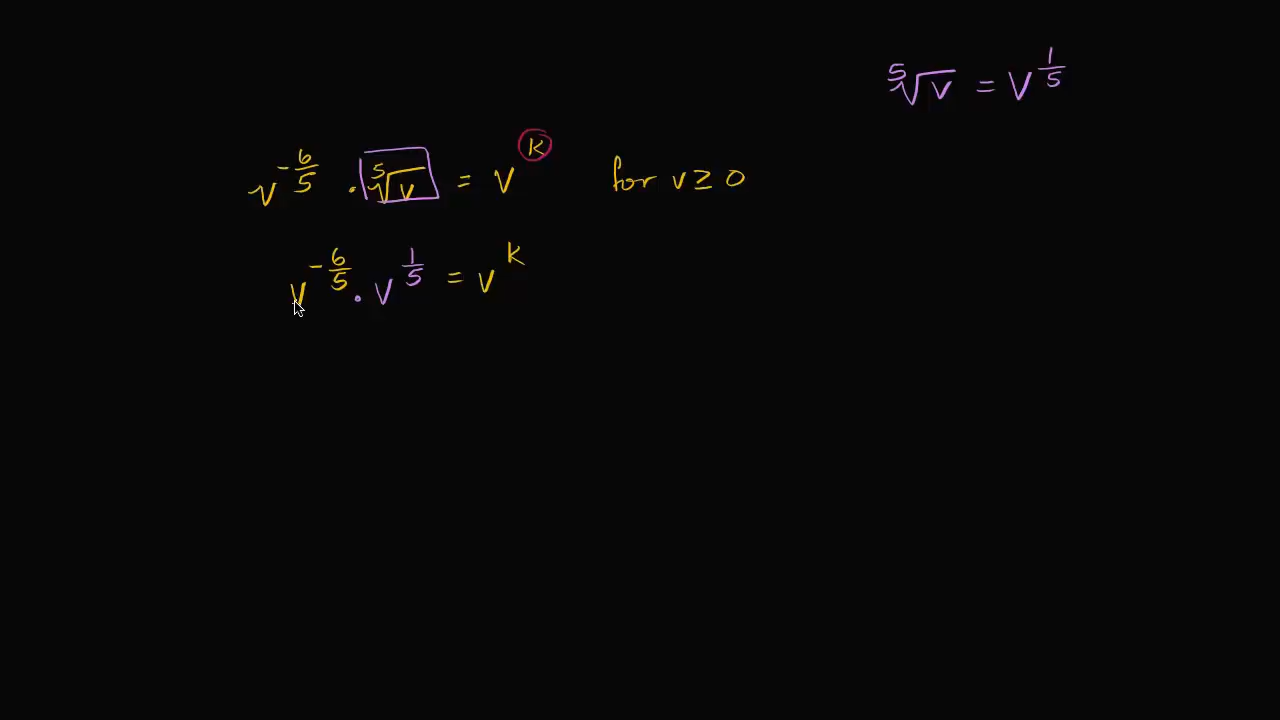 ⁵√v = v^(1/5)
v^(-6/5) · ⁵√v = v^k for v ≥ 0
v^(-6/5) · v^(1/5) = v^k